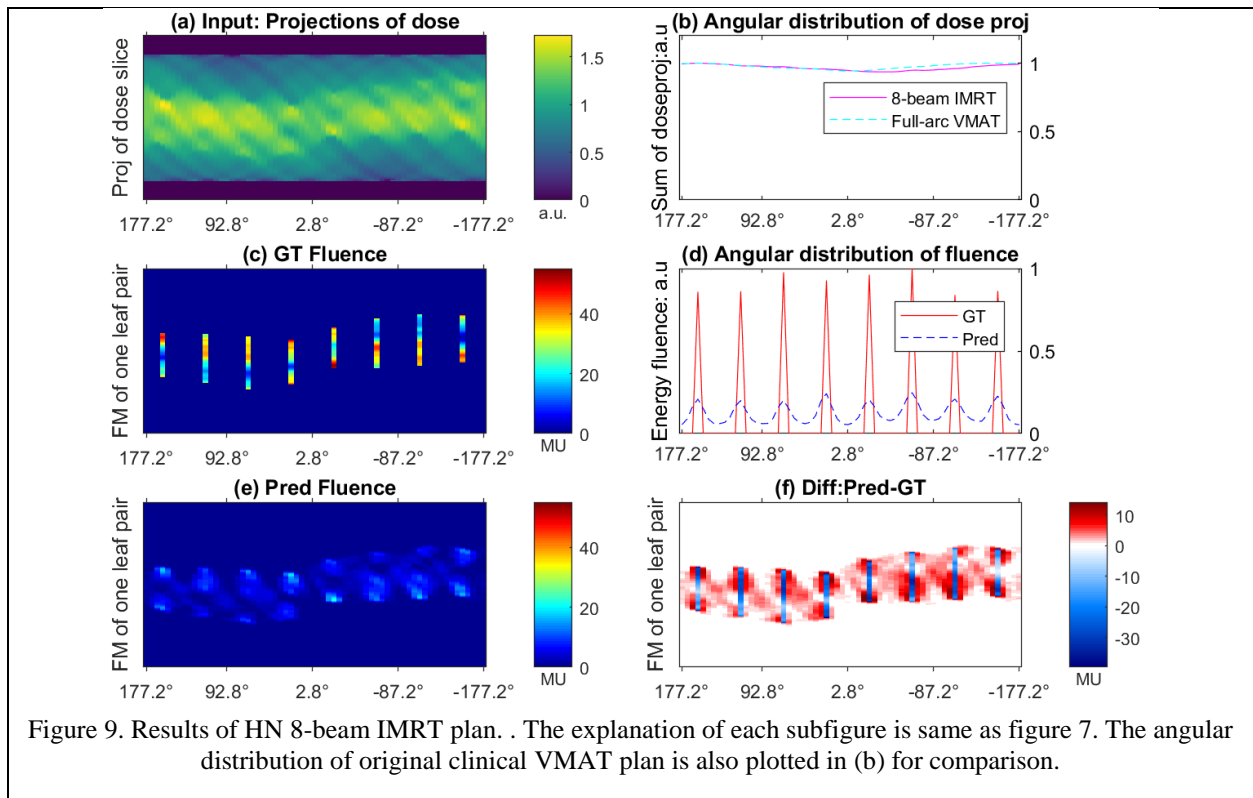 (a) Input: Projections of dose
Proj of dose slice
1.5
1
0.5
0
a.u.
177.2° 92.8° 2.8° -87.2° -177.2°
(b) Angular distribution of dose proj
Sum of doseproj:a.u
1
0.5
0
8-beam IMRT
Full-arc VMAT
177.2° 92.8° 2.8° -87.2° -177.2°
(c) GT Fluence
FM of one leaf pair
40
20
0
MU
177.2° 92.8° 2.8° -87.2° -177.2°
(d) Angular distribution of fluence
Energy fluence: a.u
1
0.5
0
GT
Pred
177.2° 92.8° 2.8° -87.2° -177.2°
(e) Pred Fluence
FM of one leaf pair
40
20
0
MU
177.2° 92.8° 2.8° -87.2° -177.2°
(f) Diff:Pred-GT
FM of one leaf pair
10
0
-10
-20
-30
MU
177.2° 92.8° 2.8° -87.2° -177.2°
Figure 9. Results of HN 8-beam IMRT plan. . The explanation of each subfigure is same as figure 7. The angular
distribution of original clinical VMAT plan is also plotted in (b) for comparison.